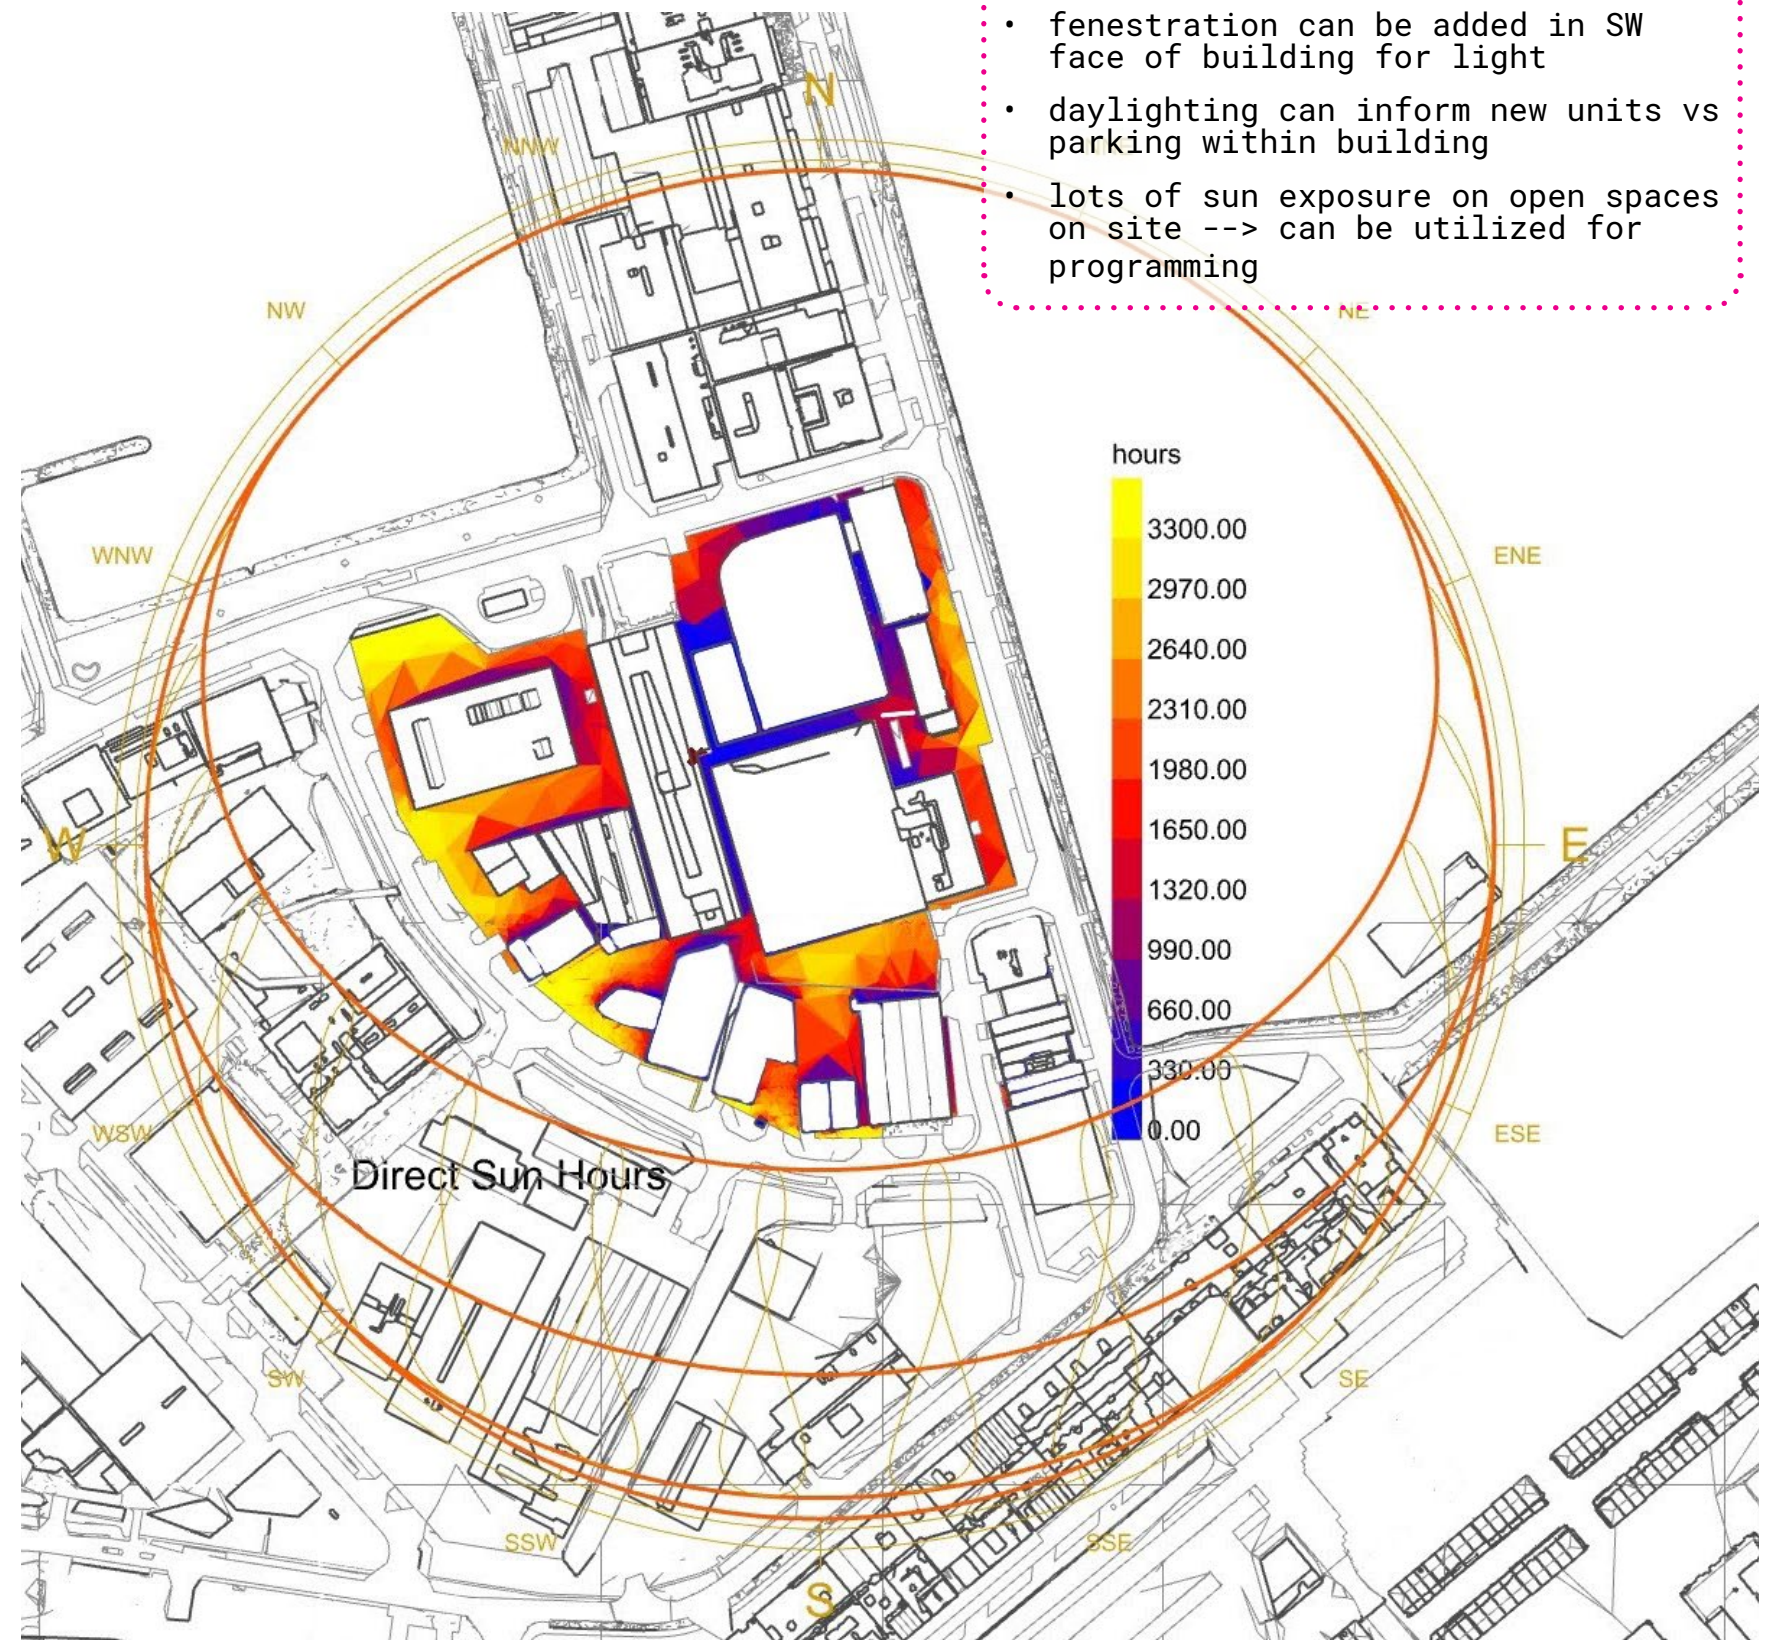 • fenestration can be added in SW
face of building for light
• daylighting can inform new units vs
parking within building
• lots of sun exposure on open spaces
on site --> can be utilized for
programming
N
NNW
NW
NE
hours
3300.00
WNW
ENE
2970.00
2640.00
2310.00
1980.00
1650.00
W
E
1320.00
990.00
660.00
330.00
0.00
WSW
ESE
Direct Sun Hours
SW
SE
SSW
SSE
S